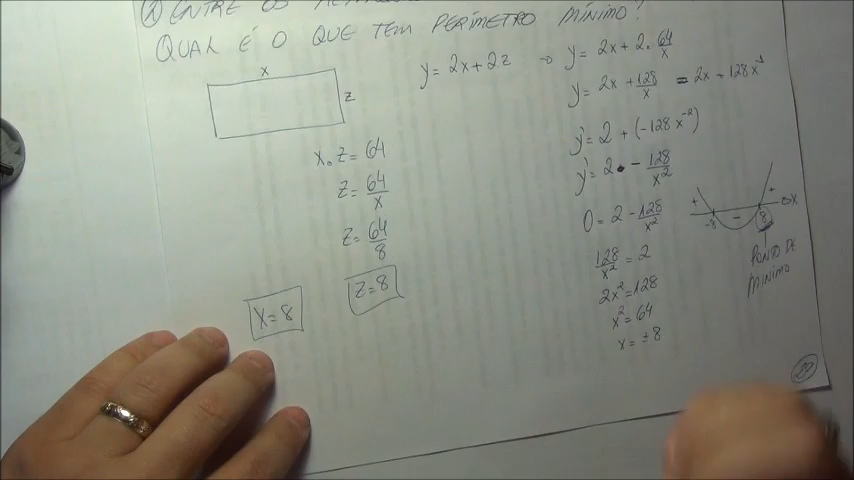 ENTRE OS
QUAL É O QUE TEM PERÍMETRO MÍNIMO?
x
z
y = 2x + 2z → y = 2x + 2 . 64/x
y = 2x + 128/x = 2x + 128x⁻¹
x . z = 64
z = 64/x
z = 64/8
z = 8
x = 8
y' = 2 + (-128x⁻²)
y' = 2 - 128/x²
0 = 2 - 128/x²
128/x² = 2
2x² = 128
x² = 64
x = ±8
+ - +
-8 8 x
PONTO DE
MÍNIMO